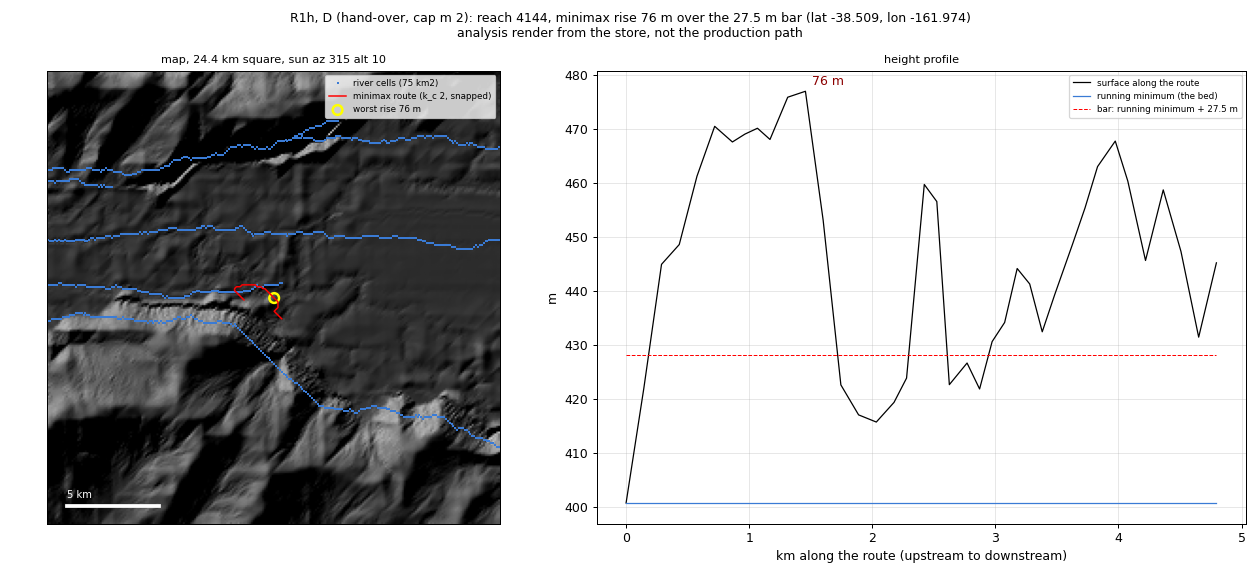 R1h, D (hand-over, cap m 2): reach 4144, minimax rise 76 m over the 27.5 m bar (lat -38.509, lon -161.974)
analysis render from the store, not the production path
map, 24.4 km square, sun az 315 alt 10
river cells (75 km2)
minimax route (k_c 2, snapped)
worst rise 76 m
5 km
height profile
76 m
surface along the route
running minimum (the bed)
bar: running minimum + 27.5 m
480
470
460
450
440
430
420
410
400
m
0 1 2 3 4 5
km along the route (upstream to downstream)